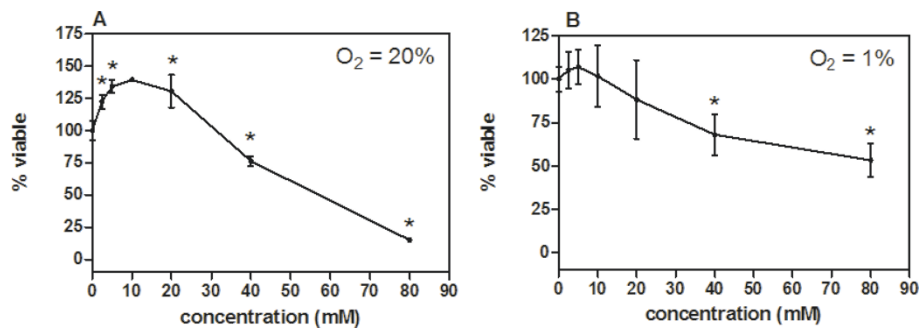 A
O2 = 20%
% viable
175
150
125
100
75
50
25
0
* * * * *
*
0 10 20 30 40 50 60 70 80 90
concentration (mM)
B
O2 = 1%
% viable
125
100
75
50
25
0
* *
0 10 20 30 40 50 60 70 80 90
concentration (mM)